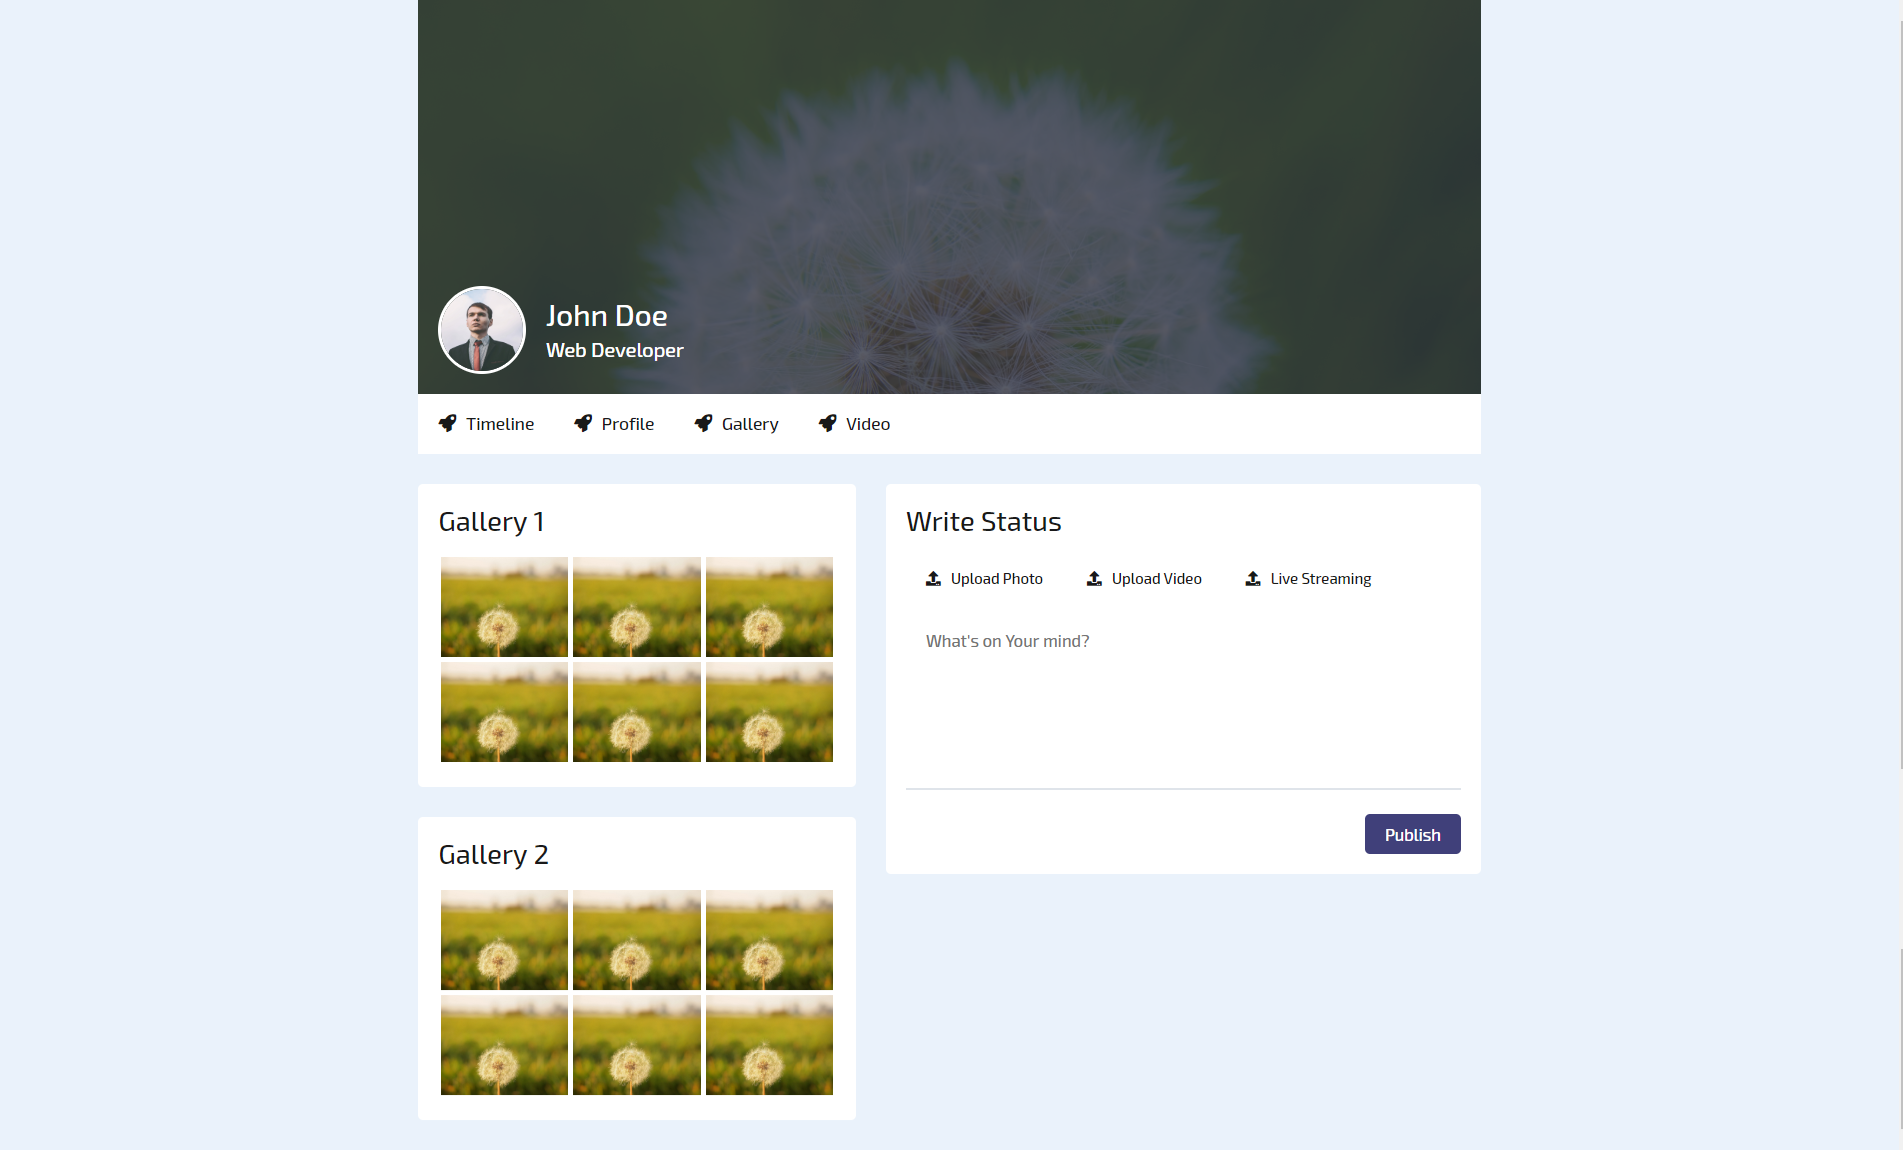 John Doe
Web Developer
Timeline Profile Gallery Video
Gallery 1
Write Status
Upload Photo Upload Video Live Streaming
What's on Your mind?
Publish
Gallery 2